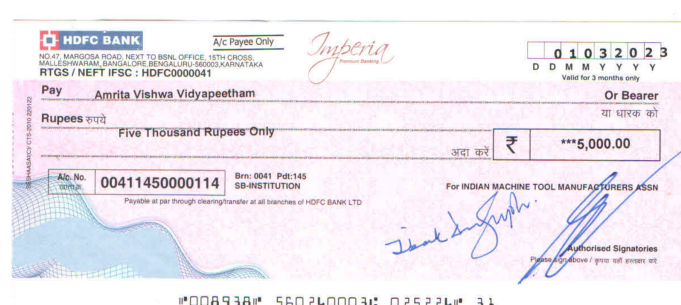 HDFC BANK
A/c Payee Only
Imperia
Premium Banking
NO.47, MARGOSA ROAD, NEXT TO BSNL OFFICE, 15TH CROSS,
MALLESHWARAM, BANGALORE,BENGALURU-560003,KARNATAKA
RTGS / NEFT IFSC : HDFC0000041
0 1 0 3 2 0 2 3
D D M M Y Y Y Y
Valid for 3 months only
Pay Amrita Vishwa Vidyapeetham Or Bearer
या धारक को
Rupees रुपये
Five Thousand Rupees Only
अदा करें ₹ ***5,000.00
A/c. No. 00411450000114
Brn: 0041 Pdt:145
SB-INSTITUTION
For INDIAN MACHINE TOOL MANUFACTURERS ASSN
Payable at par through clearing/transfer at all branches of HDFC BANK LTD
Authorised Signatories
Please sign above / कृपया यहाँ हस्ताक्षर करें
⑈008938⑈ 560240003⑆ 025224⑈ 31